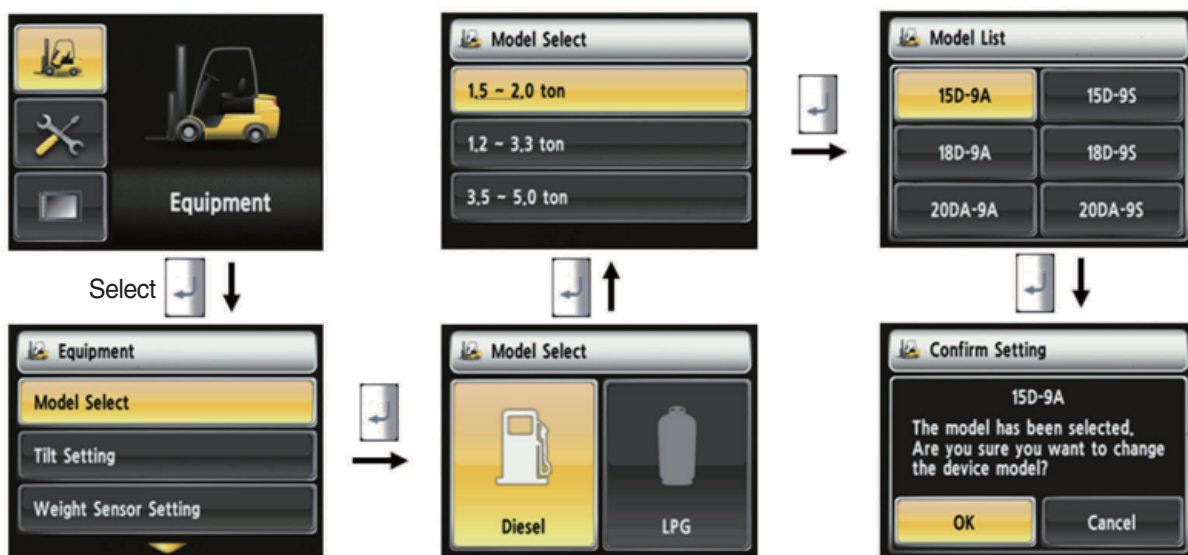 Equipment
Select
Equipment
Model Select
Tilt Setting
Weight Sensor Setting
Model Select
Diesel
LPG
Model Select
1.5 ~ 2.0 ton
1.2 ~ 3.3 ton
3.5 ~ 5.0 ton
Model List
15D-9A
15D-9S
18D-9A
18D-9S
20DA-9A
20DA-9S
Confirm Setting
15D-9A
The model has been selected.
Are you sure you want to change
the device model?
OK
Cancel